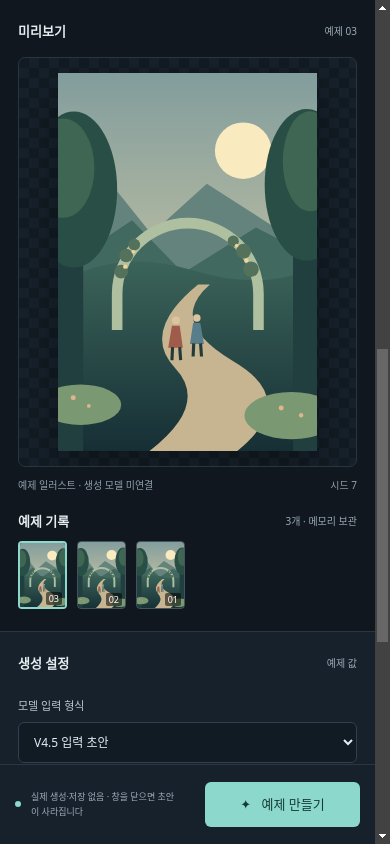 미리보기
예제 03
예제 일러스트 · 생성 모델 미연결
시드 7
예제 기록
3개 · 메모리 보관
03
02
01
생성 설정
예제 값
모델 입력 형식
V4.5 입력 초안
실제 생성·저장 없음 · 창을 닫으면 초안
이 사라집니다
✦ 예제 만들기